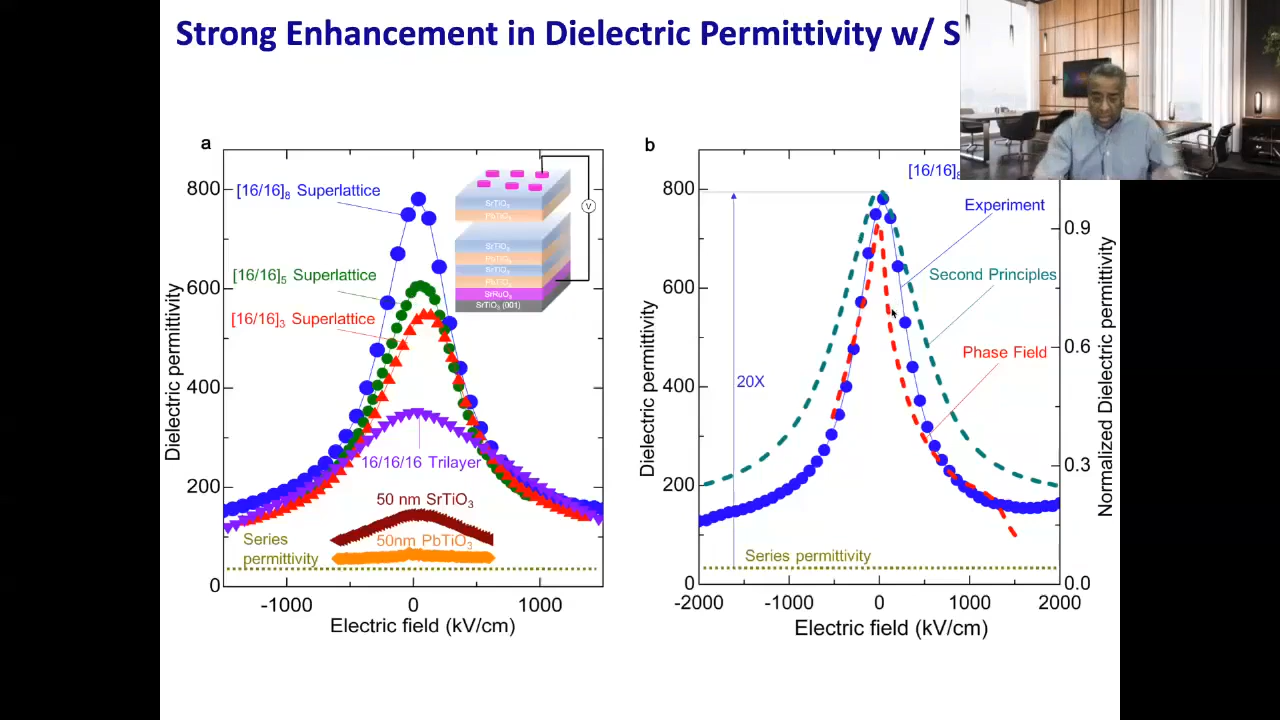 Strong Enhancement in Dielectric Permittivity w/ S
a
800
600
400
200
0
Dielectric permittivity
-1000
0
1000
Electric field (kV/cm)
[16/16]8 Superlattice
[16/16]5 Superlattice
[16/16]3 Superlattice
16/16/16 Trilayer
50 nm SrTiO3
50nm PbTiO3
Series
permittivity
V
SrTiO3
PbTiO3
SrTiO3
PbTiO3
SrTiO3
PbTiO3
SrRuO3
SrTiO3 (001)
b
800
600
400
200
0
Dielectric permittivity
-2000
-1000
0
1000
2000
Electric field (kV/cm)
0.9
0.6
0.3
0.0
Normalized Dielectric permittivity
[16/16]8
Experiment
Second Principles
Phase Field
20X
Series permittivity